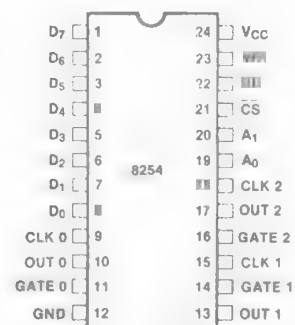 D7 1 24 VCC
D6 2 23
D5 3 22
D4 21 CS
D3 5 20 A1
D2 6 19 A0
D1 7 8254 CLK 2
D0 17 OUT 2
CLK 0 9 16 GATE 2
OUT 0 10 15 CLK 1
GATE 0 11 14 GATE 1
GND 12 13 OUT 1